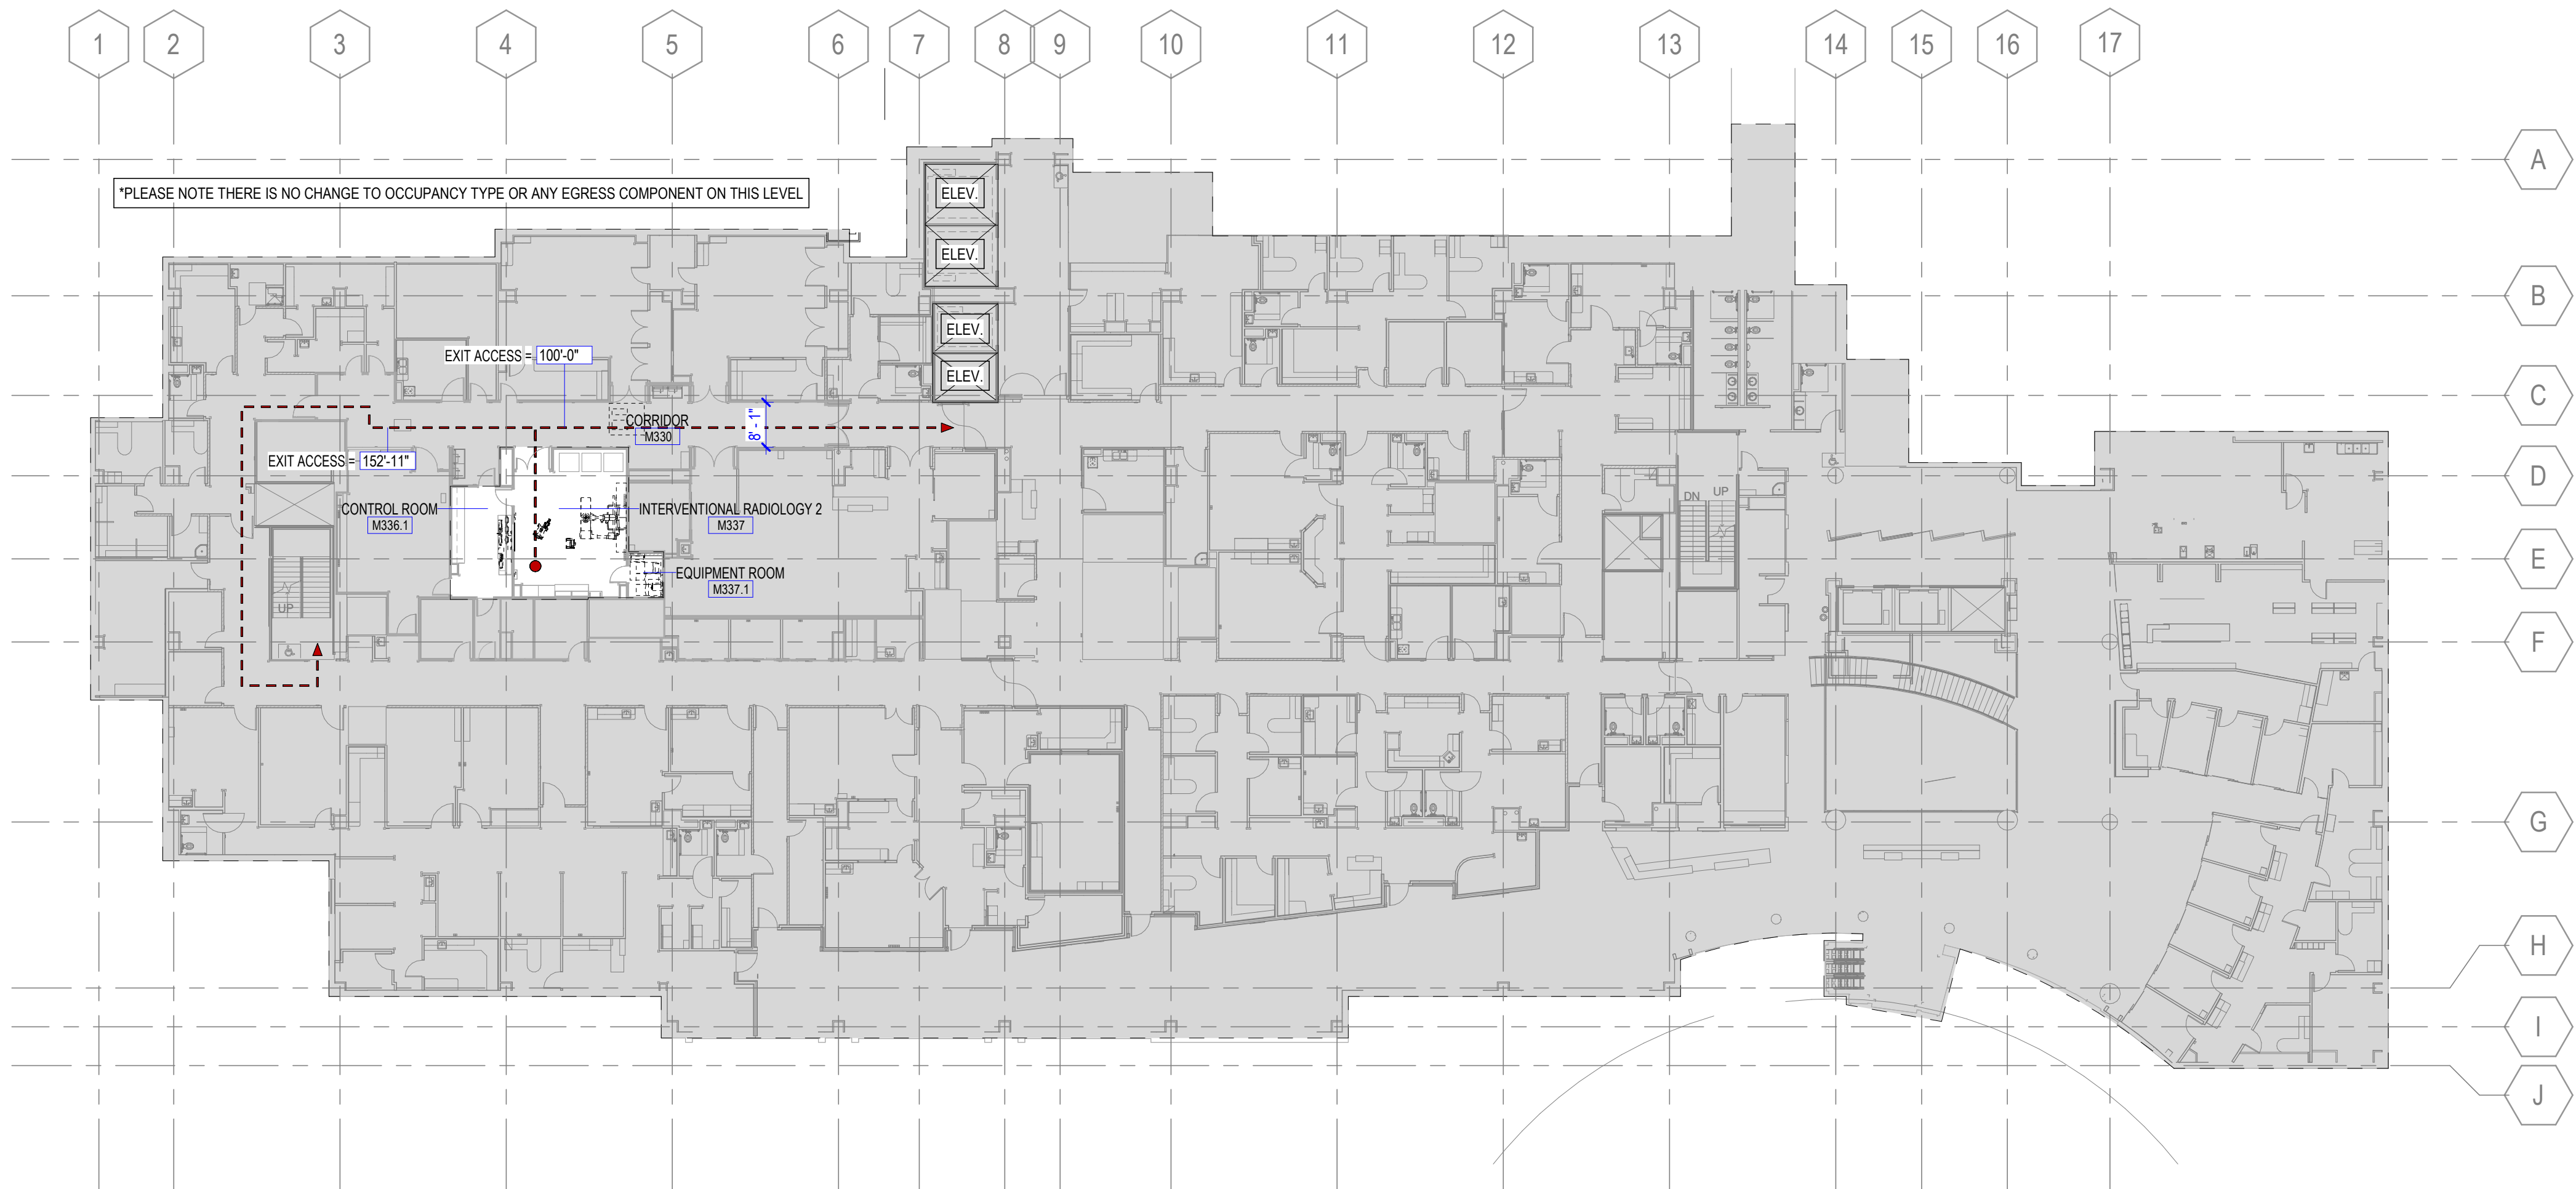 1 2 3 4 5 6 7 8 9 10 11 12 13 14 15 16 17
A
*PLEASE NOTE THERE IS NO CHANGE TO OCCUPANCY TYPE OR ANY EGRESS COMPONENT ON THIS LEVEL
ELEV.
ELEV.
B
ELEV.
EXIT ACCESS = 100'-0"
ELEV.
C
CORRIDOR
M330
8' - 1"
EXIT ACCESS = 152'-11"
D
DN UP
CONTROL ROOM
M336.1
INTERVENTIONAL RADIOLOGY 2
M337
E
EQUIPMENT ROOM
M337.1
UP
F
G
H
I
J